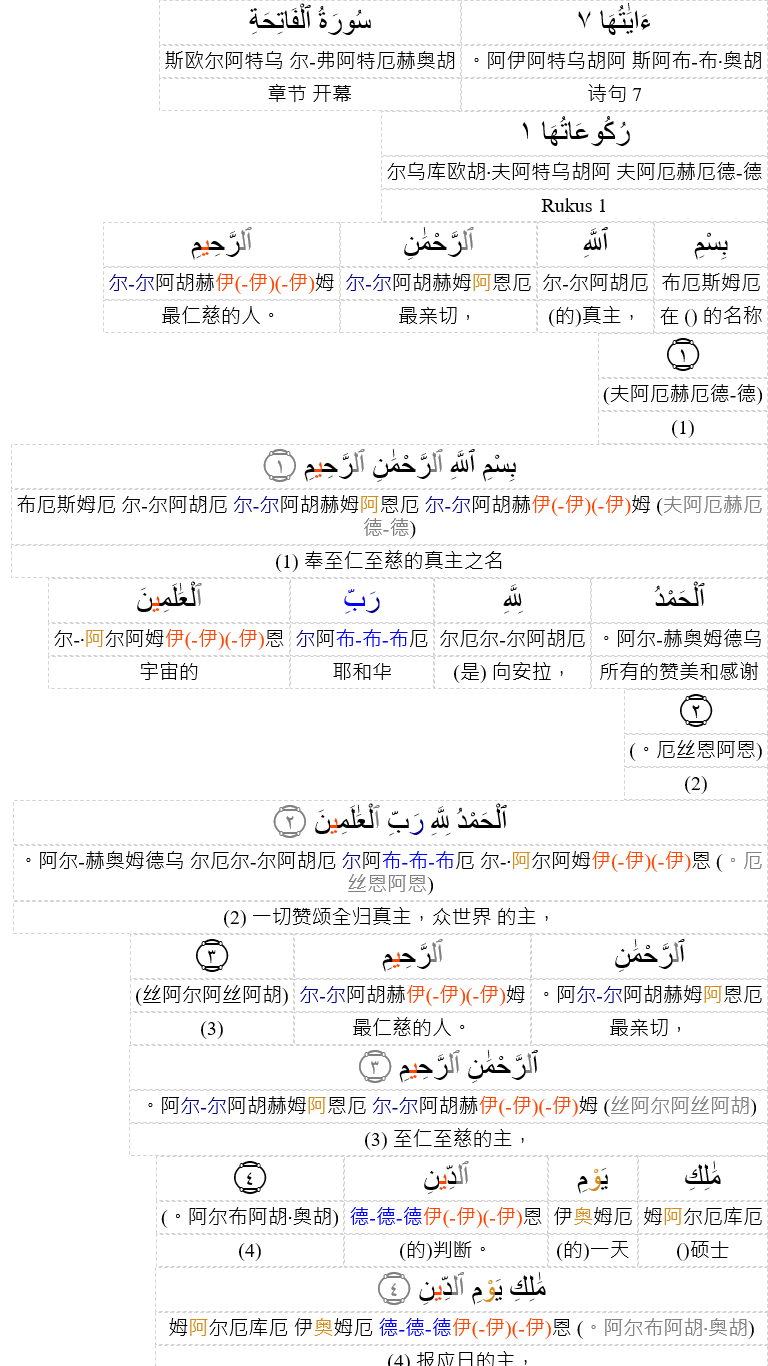 سُورَةُ ٱلْفَاتِحَةِ ءَايَٰتُهَا ٧
斯欧尔阿特乌 尔-弗阿特厄赫奥胡 。阿伊阿特乌胡阿 斯阿布-布·奥胡
章节 开幕 诗句 7
رُكُوعَاتُهَا ١
尔乌库欧胡·夫阿特乌胡阿 夫阿厄赫厄德-德
Rukus 1
بِسْمِ ٱللَّهِ ٱلرَّحْمَٰنِ ٱلرَّحِيمِ
尔-尔阿胡赫伊(-伊)(-伊)姆 尔-尔阿胡赫姆阿恩厄 尔-尔阿胡厄 布厄斯姆厄
最仁慈的人。 最亲切， (的)真主， 在 () 的名称
١
(夫阿厄赫厄德-德)
(1)
بِسْمِ ٱللَّهِ ٱلرَّحْمَٰنِ ٱلرَّحِيمِ ١
布厄斯姆厄 尔-尔阿胡厄 尔-尔阿胡赫姆阿恩厄 尔-尔阿胡赫伊(-伊)(-伊)姆 (夫阿厄赫厄
德-德)
(1) 奉至仁至慈的真主之名
ٱلْحَمْدُ لِلَّهِ رَبِّ ٱلْعَٰلَمِينَ
尔-·阿尔阿姆伊(-伊)(-伊)恩 尔阿布-布-布厄 尔厄尔-尔阿胡厄 。阿尔-赫奥姆德乌
宇宙的 耶和华 (是) 向安拉， 所有的赞美和感谢
٢
(。厄丝恩阿恩)
(2)
ٱلْحَمْدُ لِلَّهِ رَبِّ ٱلْعَٰلَمِينَ ٢
。阿尔-赫奥姆德乌 尔厄尔-尔阿胡厄 尔阿布-布-布厄 尔-·阿尔阿姆伊(-伊)(-伊)恩 (。厄
丝恩阿恩)
(2) 一切赞颂全归真主，众世界 的主，
ٱلرَّحْمَٰنِ ٱلرَّحِيمِ ٣
(丝阿尔阿丝阿胡) 尔-尔阿胡赫伊(-伊)(-伊)姆 。阿尔-尔阿胡赫姆阿恩厄
(3) 最仁慈的人。 最亲切，
ٱلرَّحْمَٰنِ ٱلرَّحِيمِ ٣
。阿尔-尔阿胡赫姆阿恩厄 尔-尔阿胡赫伊(-伊)(-伊)姆 (丝阿尔阿丝阿胡)
(3) 至仁至慈的主，
مَٰلِكِ يَوْمِ ٱلدِّينِ ٤
(。阿尔布阿胡·奥胡) 德-德-德伊(-伊)(-伊)恩 伊奥姆厄 姆阿尔厄库厄
(4) (的)判断。 (的)一天 ()硕士
مَٰلِكِ يَوْمِ ٱلدِّينِ ٤
姆阿尔厄库厄 伊奥姆厄 德-德-德伊(-伊)(-伊)恩 (。阿尔布阿胡·奥胡)
(4) 报应日的主，